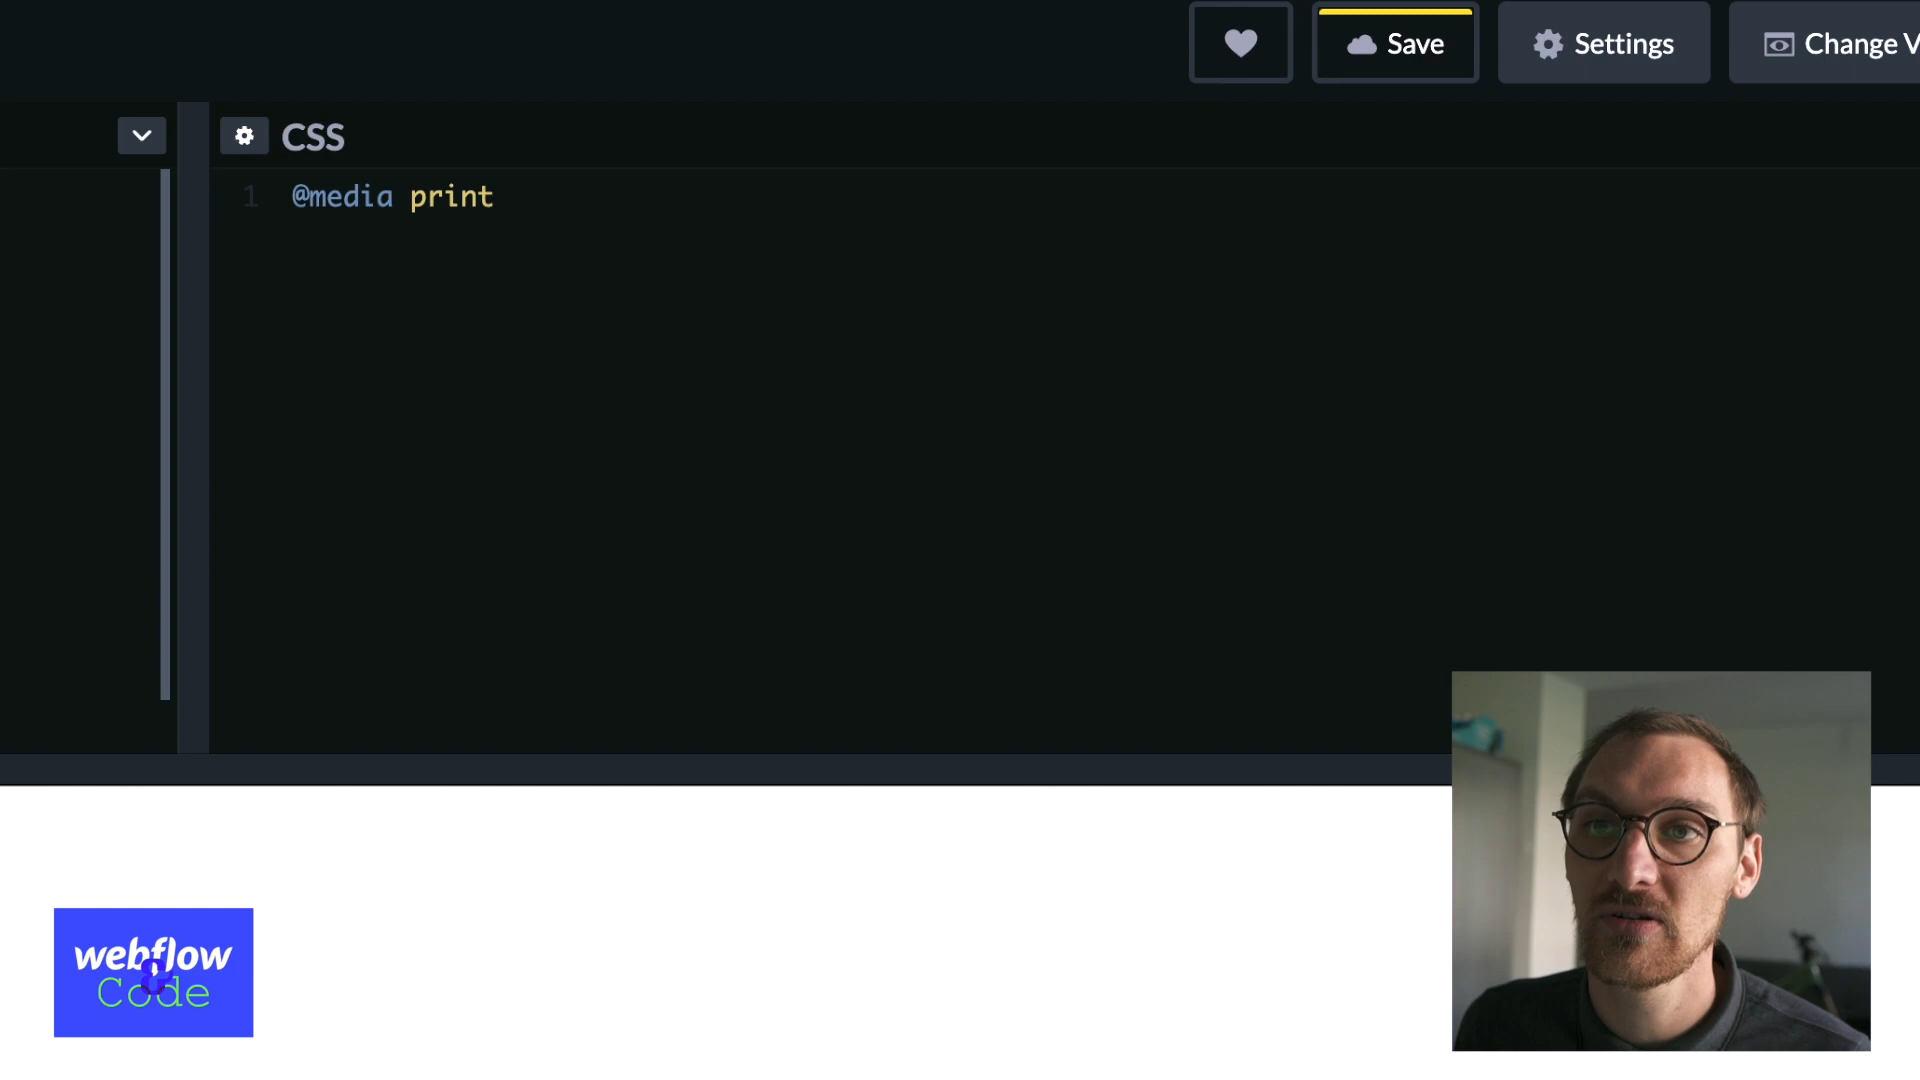 Save
Settings
Change V
CSS
1 @media print
webflow
&
Code